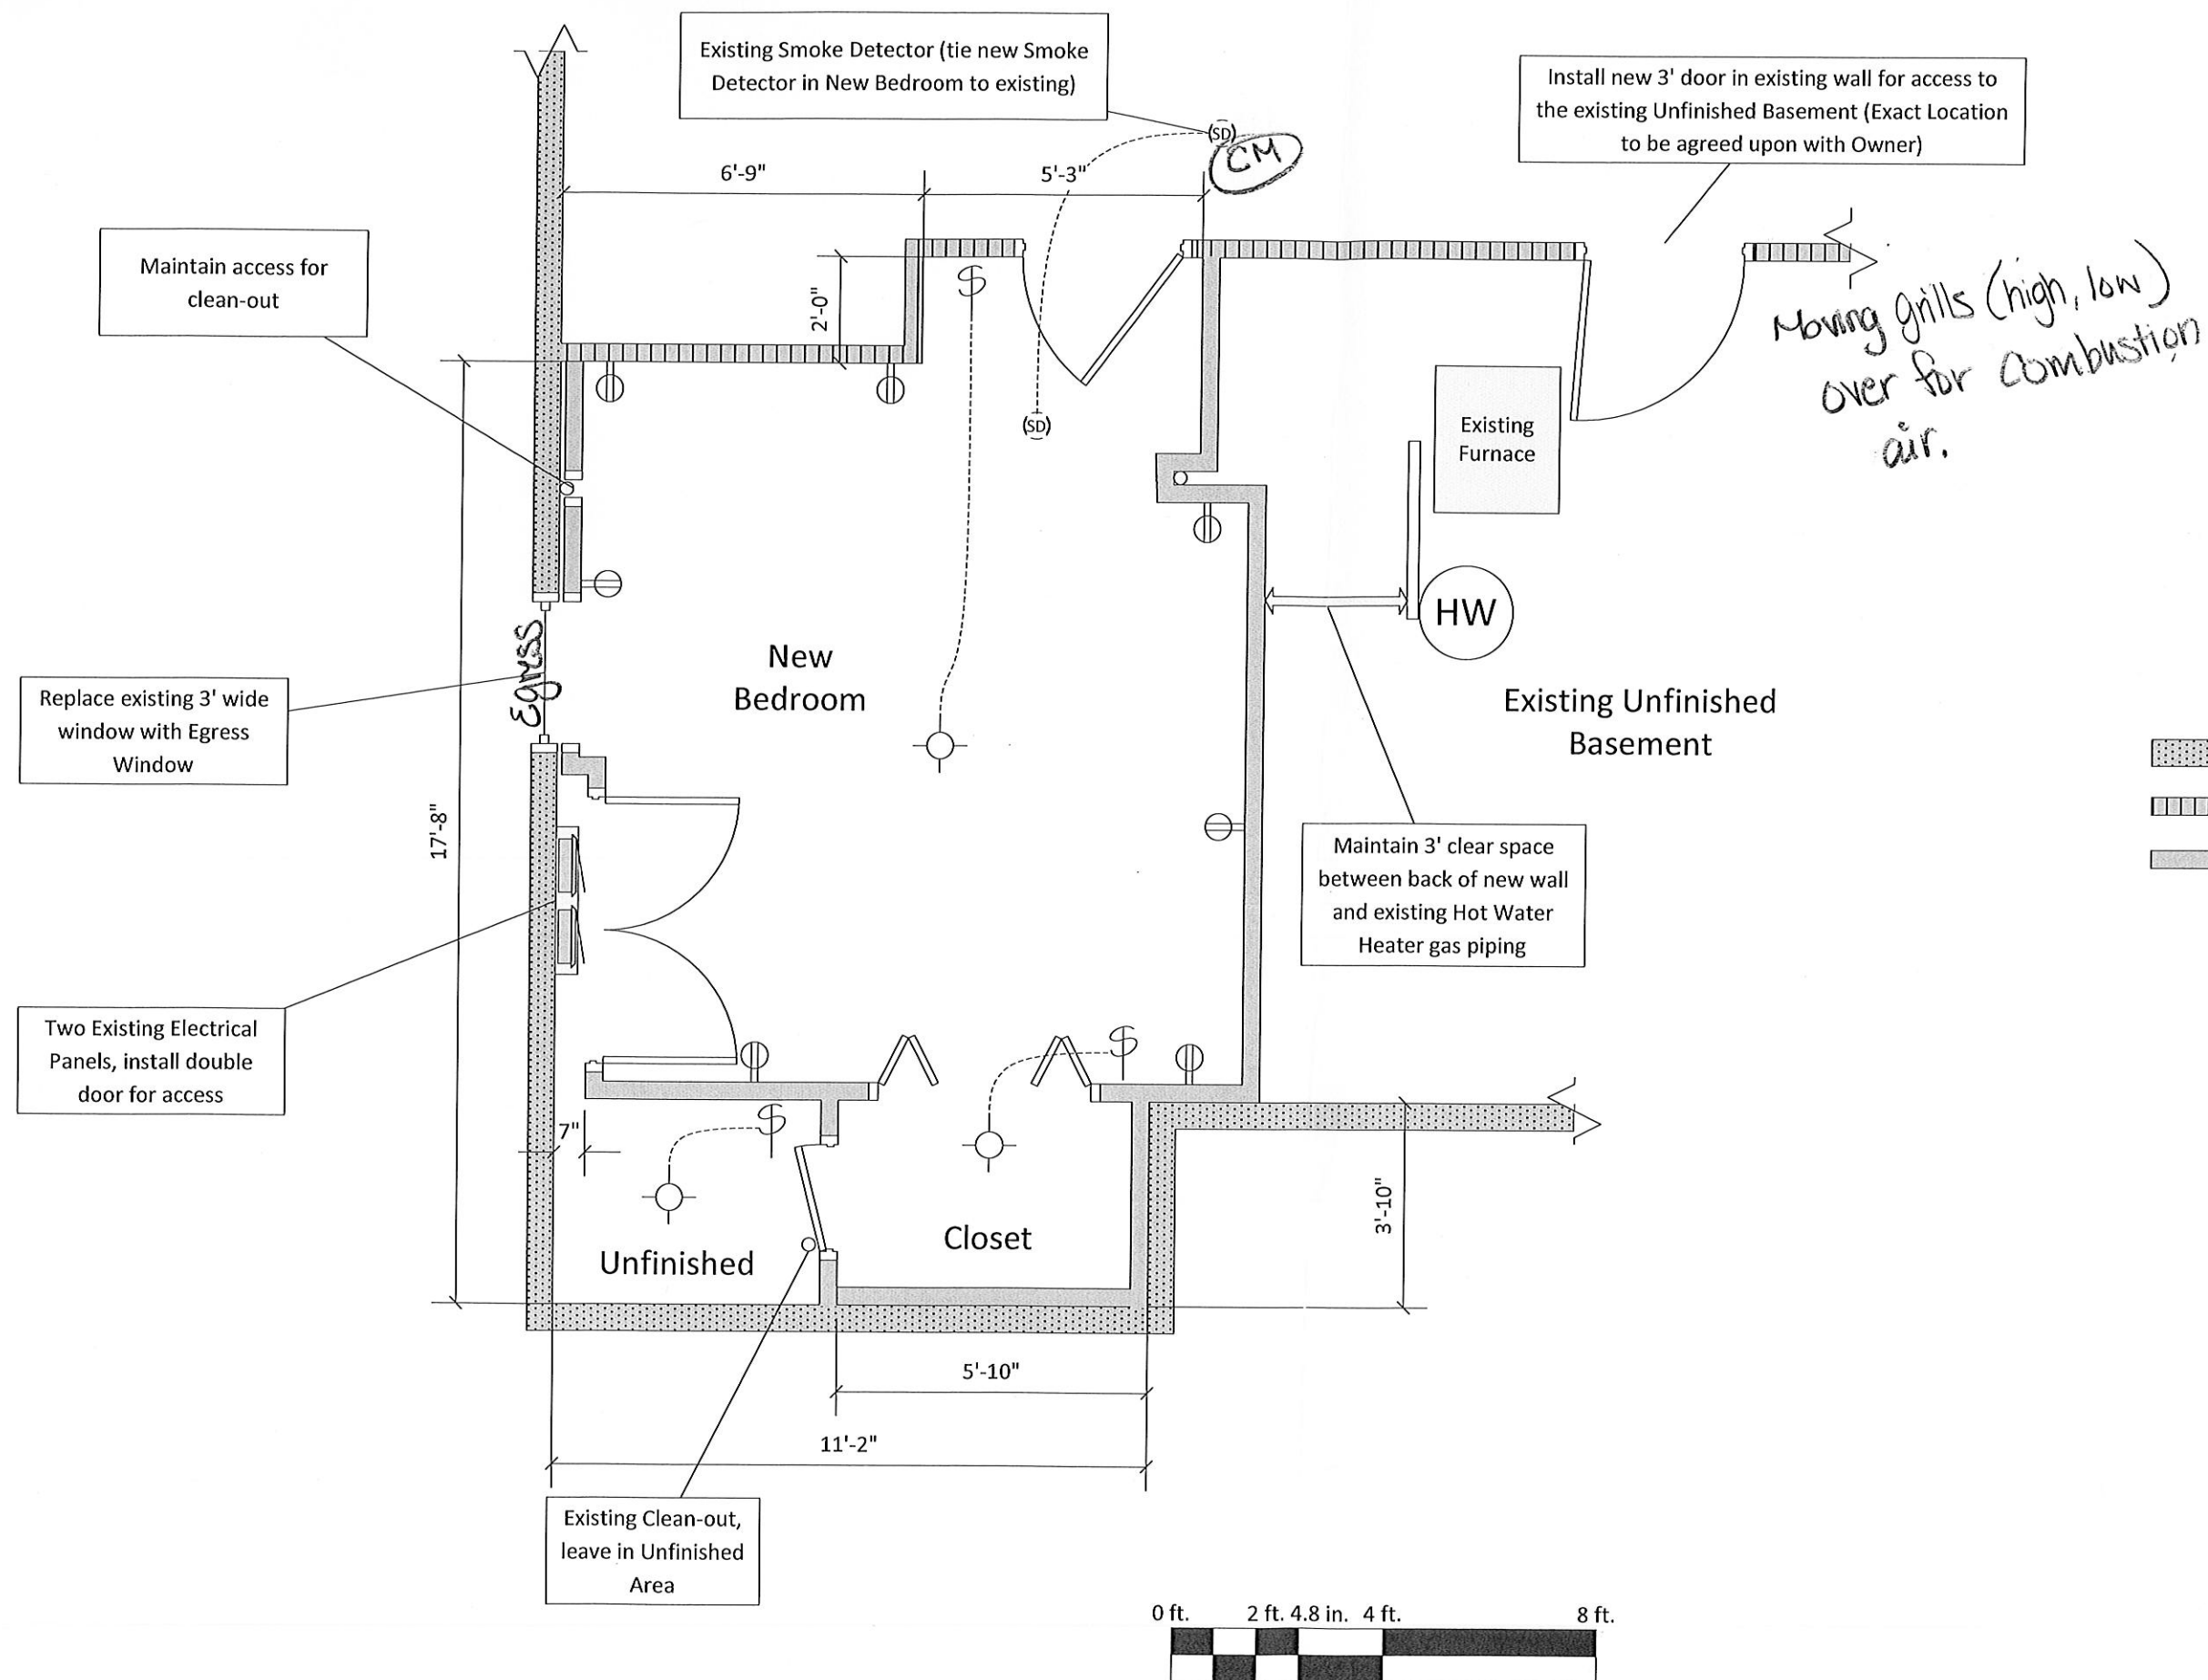 Existing Smoke Detector (tie new Smoke
Detector in New Bedroom to existing)
Install new 3' door in existing wall for access to
the existing Unfinished Basement (Exact Location
to be agreed upon with Owner)
(SD)
CM
6'-9"
5'-3"
Maintain access for
clean-out
2'-0"
$
Moving grills (high, low)
over for combustion
air.
(SD)
Existing
Furnace
HW
Egress
New
Bedroom
Replace existing 3' wide
window with Egress
Window
Existing Unfinished
Basement
17'-8"
Maintain 3' clear space
between back of new wall
and existing Hot Water
Heater gas piping
Two Existing Electrical
Panels, install double
door for access
$
$
7"
3'-10"
Closet
Unfinished
5'-10"
11'-2"
Existing Clean-out,
leave in Unfinished
Area
0 ft. 2 ft. 4.8 in. 4 ft. 8 ft.